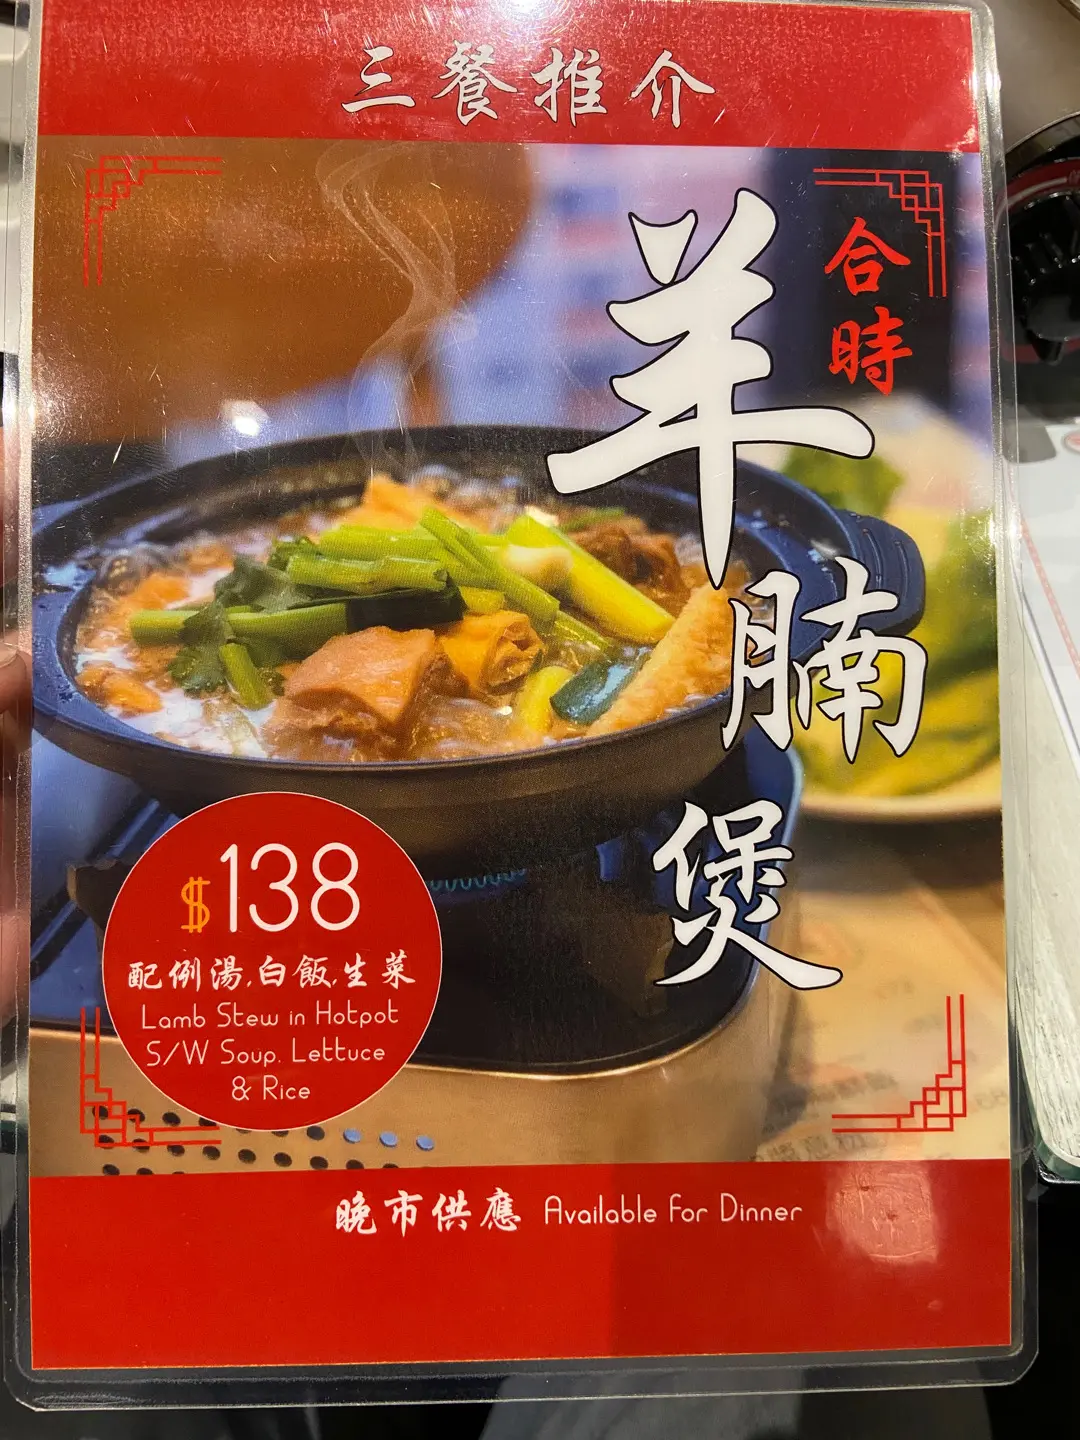 三餐推介
合時
羊腩煲
$138
配例湯,白飯,生菜
Lamb Stew in Hotpot
S/W Soup. Lettuce
& Rice
晚市供應 Available For Dinner